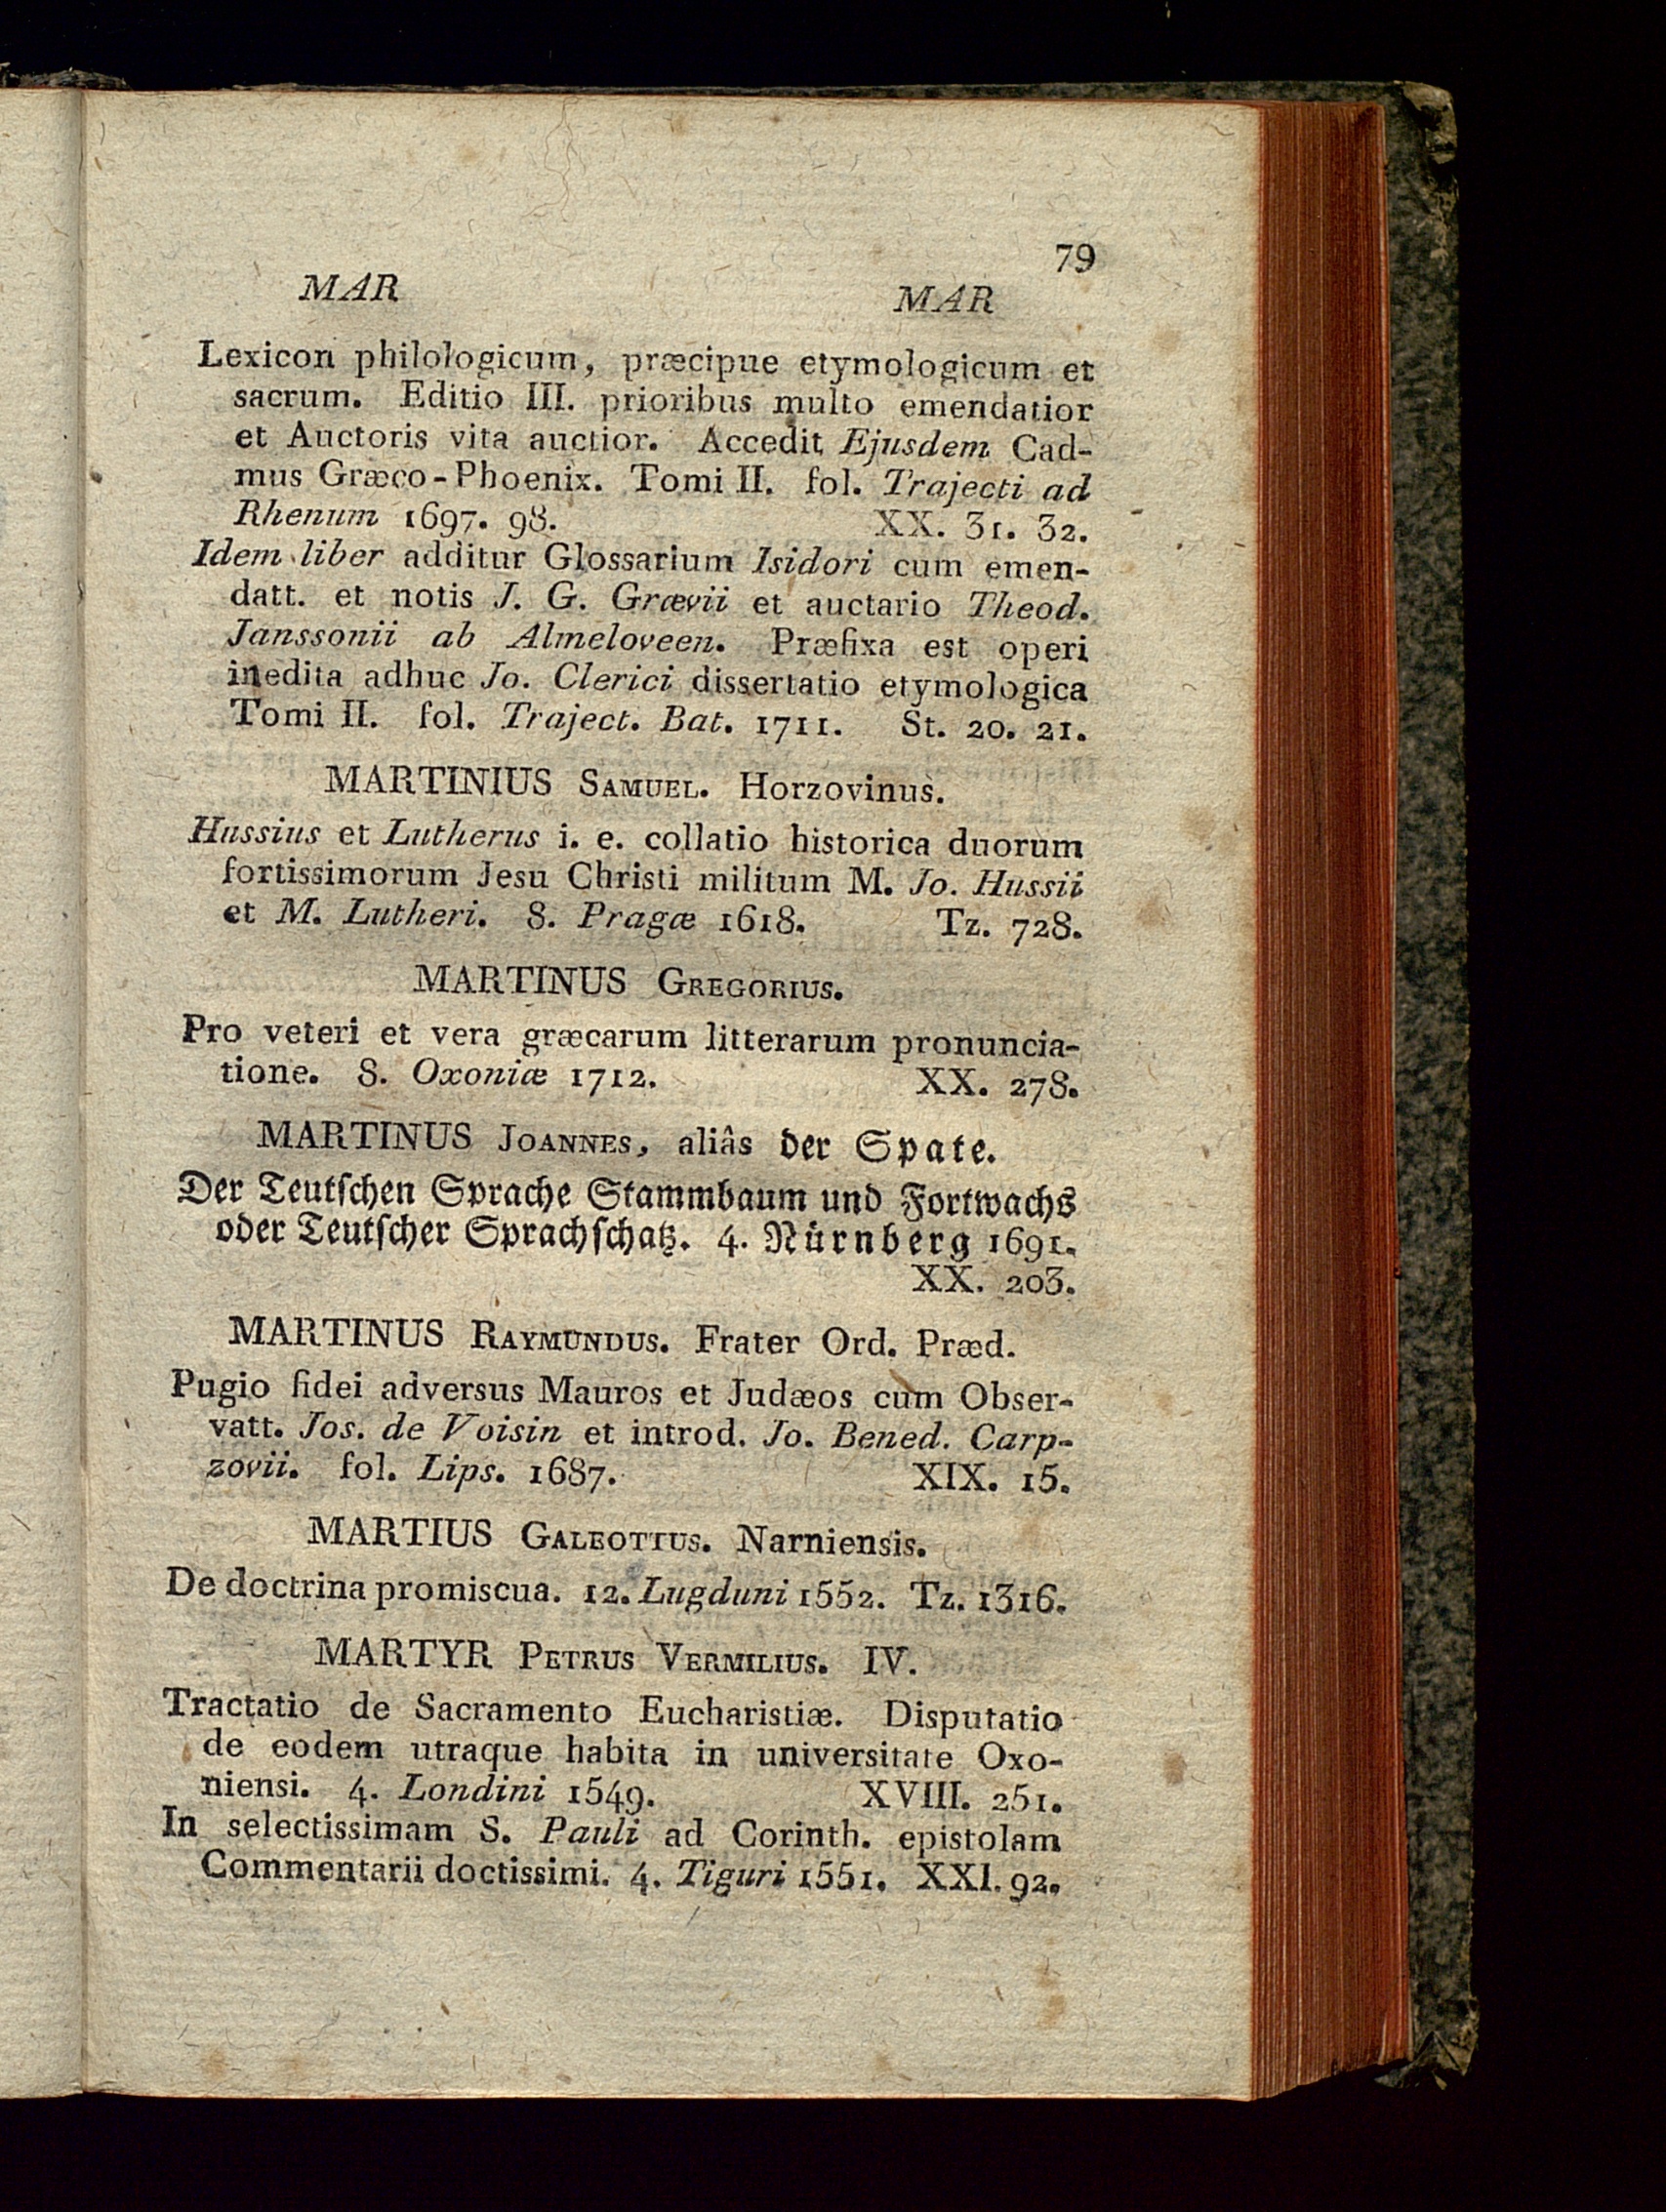 79
MAR MAR
Lexicon philologicum, præcipue etymologicum et
sacrum. Editio III. prioribus multo emendatior
et Auctoris vita auctior. Accedit Ejusdem Cad-
mus Græco-Phoenix. Tomi II. fol. Trajecti ad
Rhenum 1697. 98. XX. 31. 32.
Idem liber additur Glossarium Isidori cum emen-
datt. et notis J. G. Grævii et auctario Theod.
Janssonii ab Almeloveen. Præfixa est operi
inedita adhuc Jo. Clerici dissertatio etymologica
Tomi II. fol. Traject. Bat. 1711. St. 20. 21.
MARTINIUS SAMUEL. Horzovinus.
Hussius et Lutherus i. e. collatio historica duorum
fortissimorum Jesu Christi militum M. Jo. Hussii
et M. Lutheri. 8. Pragæ 1618. Tz. 728.
MARTINUS GREGORIUS.
Pro veteri et vera græcarum litterarum pronuncia-
tione. 8. Oxoniæ 1712. XX. 278.
MARTINUS JOANNES, aliâs der Spate.
Der Teutschen Sprache Stammbaum und Fortwachs
oder Teutscher Sprachschatz. 4. Nürnberg 1691.
XX. 203.
MARTINUS RAYMUNDUS. Frater Ord. Præd.
Pugio fidei adversus Mauros et Judæos cum Obser-
vatt. Jos. de Voisin et introd. Jo. Bened. Carp-
zovii. fol. Lips. 1687. XIX. 15.
MARTIUS GALEOTTUS. Narniensis.
De doctrina promiscua. 12. Lugduni 1552. Tz. 1316.
MARTYR PETRUS VERMILIUS. IV.
Tractatio de Sacramento Eucharistiæ. Disputatio
de eodem utraque habita in universitate Oxo-
niensi. 4. Londini 1549. XVIII. 251.
In selectissimam S. Pauli ad Corinth. epistolam
Commentarii doctissimi. 4. Tiguri 1551. XXI. 92.